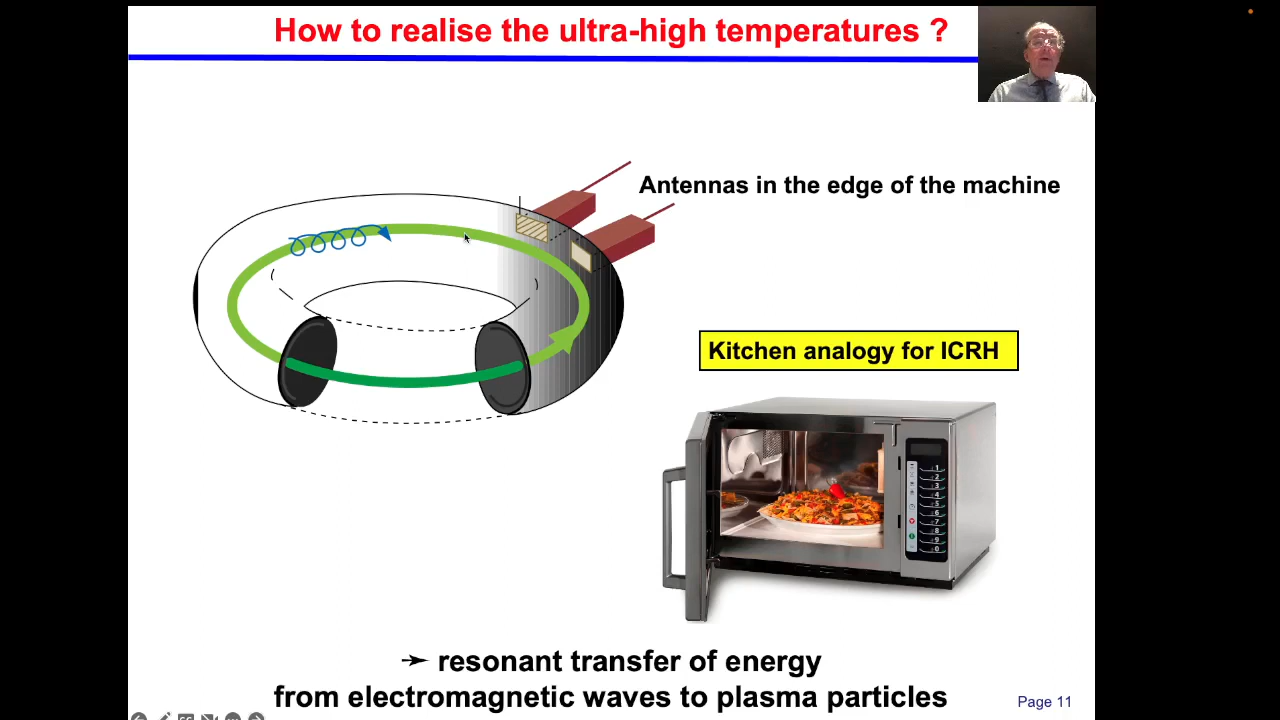 How to realise the ultra-high temperatures ?
Antennas in the edge of the machine
Kitchen analogy for ICRH
➛ resonant transfer of energy
from electromagnetic waves to plasma particles
Page 11